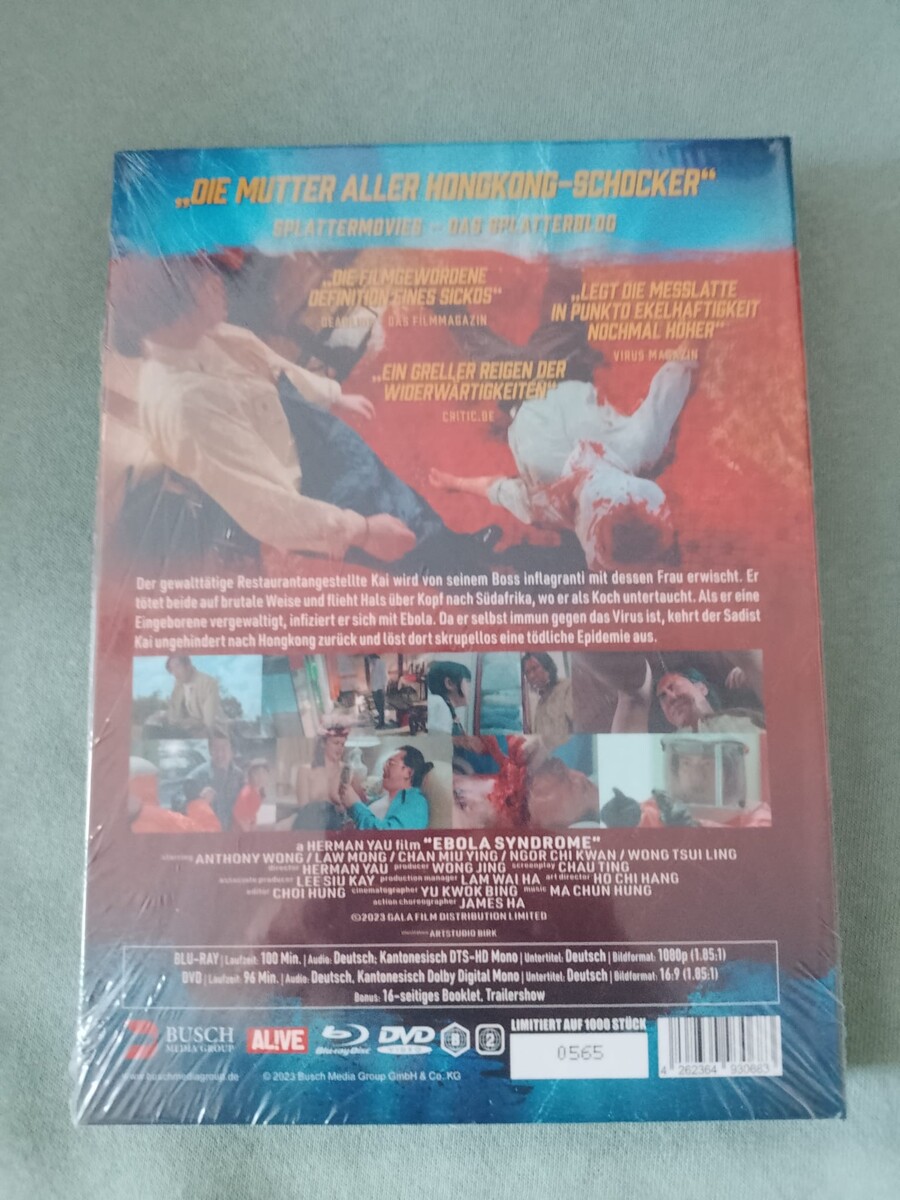 „DIE MUTTER ALLER HONGKONG-SCHOCKER“
SPLATTERMOVIES - DAS SPLATTERBLOG
„DIE FILMGEWORDENE
DEFINITION EINES SICKOS“
DEADLINE - DAS FILMMAGAZIN
„LEGT DIE MESSLATTE
IN PUNKTO EKELHAFTIGKEIT
NOCHMAL HÖHER“
VIRUS MAGAZIN
„EIN GRELLER REIGEN DER
WIDERWÄRTIGKEITEN“
CRITIC.DE
Der gewalttätige Restaurantangestellte Kai wird von seinem Boss inflagranti mit dessen Frau erwischt. Er
tötet beide auf brutale Weise und flieht Hals über Kopf nach Südafrika, wo er als Koch untertaucht. Als er eine
Eingeborene vergewaltigt, infiziert er sich mit Ebola. Da er selbst immun gegen das Virus ist, kehrt der Sadist
Kai ungehindert nach Hongkong zurück und löst dort skrupellos eine tödliche Epidemie aus.
a HERMAN YAU film "EBOLA SYNDROME"
starring ANTHONY WONG / LAW MONG / CHAN MIU YING / NGOR CHI KWAN / WONG TSUI LING
director HERMAN YAU producer WONG JING screenplay CHAU TING
associate producer LEE SIU KAY production manager LAM WAI HA art director HO CHI HANG
editor CHOI HUNG cinematographer YU KWOK BING music MA CHUN HUNG
action choreographer JAMES HA
©2023 GALA FILM DISTRIBUTION LIMITED
ARTSTUDIO BIRK
BLU-RAY | Laufzeit: 100 Min. | Audio: Deutsch; Kantonesisch DTS-HD Mono | Untertitel: Deutsch | Bildformat: 1080p (1.85:1)
DVD | Laufzeit: 96 Min. | Audio: Deutsch, Kantonesisch Dolby Digital Mono | Untertitel: Deutsch | Bildformat: 16:9 (1.85:1)
Bonus: 16-seitiges Booklet, Trailershow
BUSCH
MEDIA GROUP
AL!VE
Blu-ray Disc
DVD
VIDEO
B
2
LIMITIERT AUF 1000 STÜCK
0565
4 262364 930663
www.buschmediagroup.de
© 2023 Busch Media Group GmbH & Co. KG